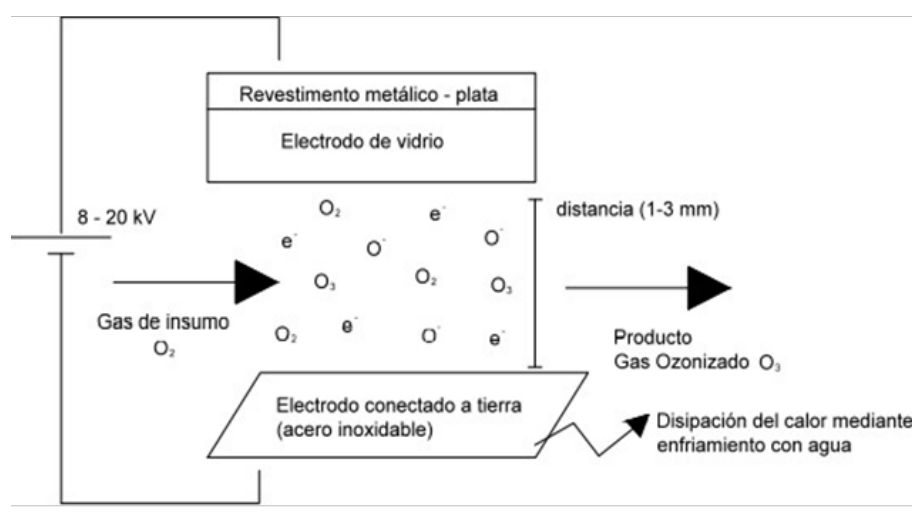 Revestimento metálico - plata
Electrodo de vidrio
8 - 20 kV
O₂
e⁻
distancia (1-3 mm)
e⁻
O⁻
O⁻
O₃
O₂
O₃
Gas de insumo
O₂
O₂
e⁻
O⁻
e⁻
Producto
Gas Ozonizado O₃
Electrodo conectado a tierra
(acero inoxidable)
Disipación del calor mediante
enfriamiento con agua